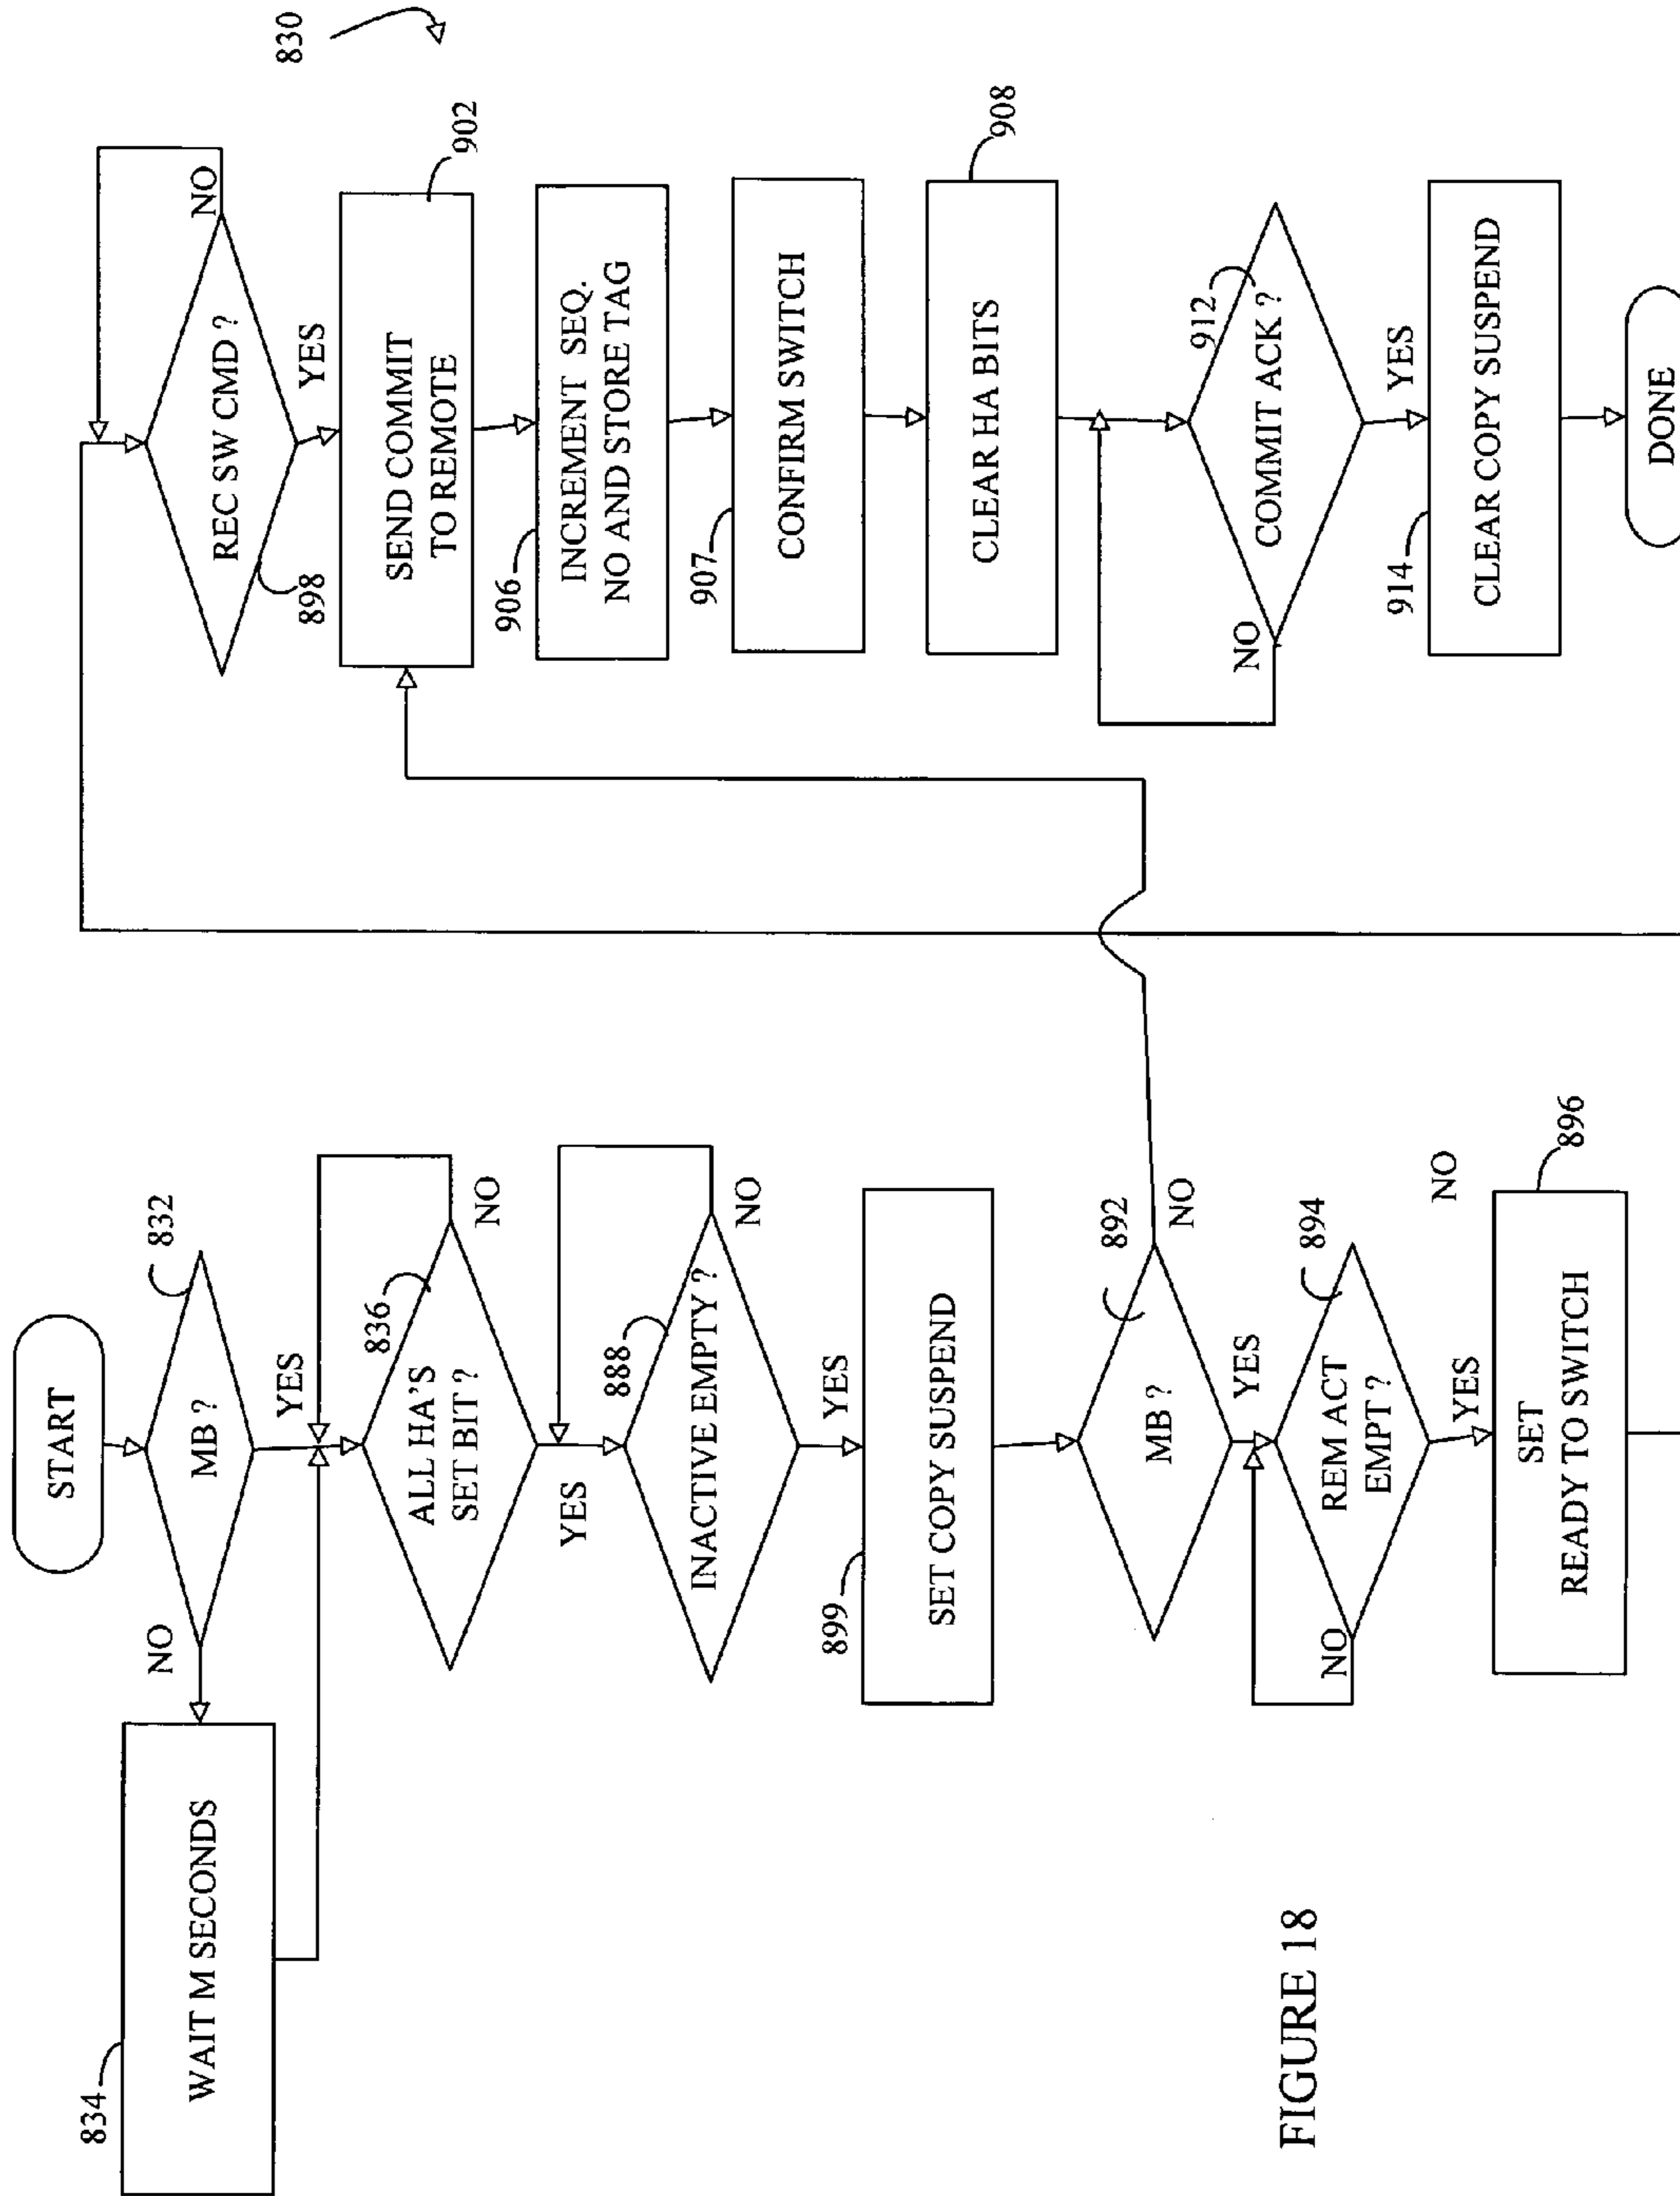 START
832
MB ?
NO
YES
834
WAIT M SECONDS
836
ALL HA'S
SET BIT ?
NO
YES
888
INACTIVE EMPTY ?
NO
YES
899
SET COPY SUSPEND
892
MB ?
NO
YES
894
REM ACT
EMPT ?
NO
NO
YES
896
SET
READY TO SWITCH
830
REC SW CMD ?
NO
898
YES
902
SEND COMMIT
TO REMOTE
906
INCREMENT SEQ.
NO AND STORE TAG
907
CONFIRM SWITCH
908
CLEAR HA BITS
912
COMMIT ACK ?
NO
YES
914
CLEAR COPY SUSPEND
DONE
FIGURE 18